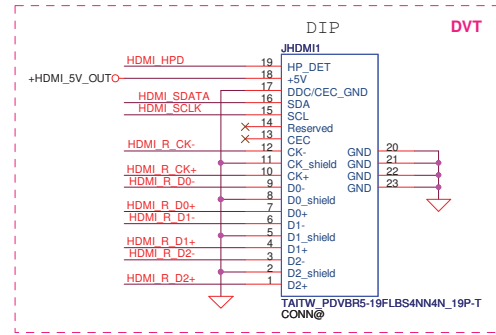 DIP
DVT
JHDMI1
HDMI_HPD 19 HP_DET
+HDMI_5V_OUT 18 +5V
17 DDC/CEC_GND
HDMI_SDATA 16 SDA
HDMI_SCLK 15 SCL
14 Reserved
13 CEC
HDMI_R_CK- 12 CK- GND 20
11 CK_shield GND 21
HDMI_R_CK+ 10 CK+ GND 22
HDMI_R_D0- 9 D0- GND 23
8 D0_shield
HDMI_R_D0+ 7 D0+
HDMI_R_D1- 6 D1-
5 D1_shield
HDMI_R_D1+ 4 D1+
HDMI_R_D2- 3 D2-
2 D2_shield
HDMI_R_D2+ 1 D2+
TAITW_PDVBR5-19FLBS4NN4N_19P-T
CONN@